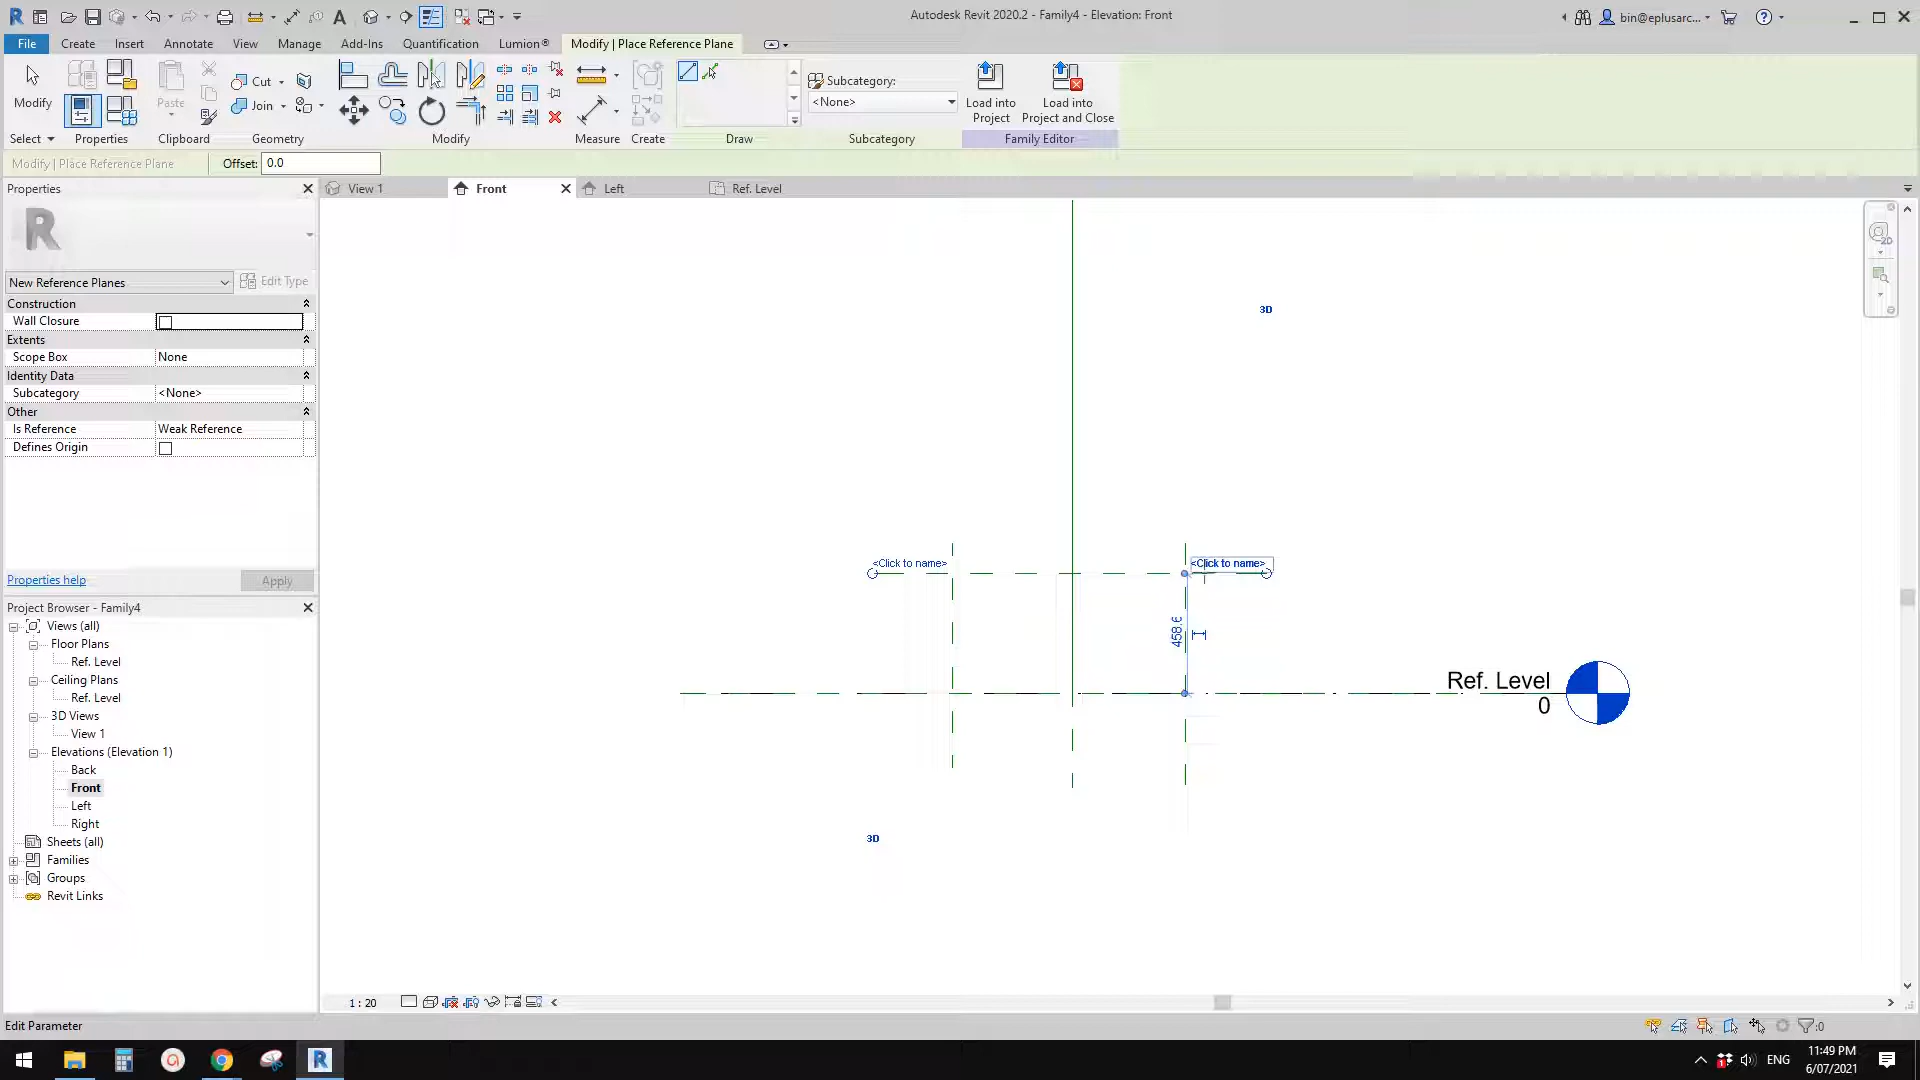 Autodesk Revit 2020.2 - Family4 - Elevation: Front
bin@eplusarc...
File Create Insert Annotate View Manage Add-Ins Quantification Lumion® Modify | Place Reference Plane
Modify
Paste
Cut
Join
Subcategory:
<None>
Load into
Project
Load into
Project and Close
Select Properties Clipboard Geometry Modify Measure Create Draw Subcategory Family Editor
Modify | Place Reference Plane Offset: 0.0
Properties
View 1 Front Left Ref. Level
New Reference Planes Edit Type
Construction
Wall Closure
Extents
Scope Box None
Identity Data
Subcategory <None>
Other
Is Reference Weak Reference
Defines Origin
Properties help Apply
Project Browser - Family4
Views (all)
Floor Plans
Ref. Level
Ceiling Plans
Ref. Level
3D Views
View 1
Elevations (Elevation 1)
Back
Front
Left
Right
Sheets (all)
Families
Groups
Revit Links
2D
3D
<Click to name>
<Click to name>
458.6
Ref. Level
0
3D
1 : 20
Edit Parameter
:0
ENG
11:49 PM
6/07/2021